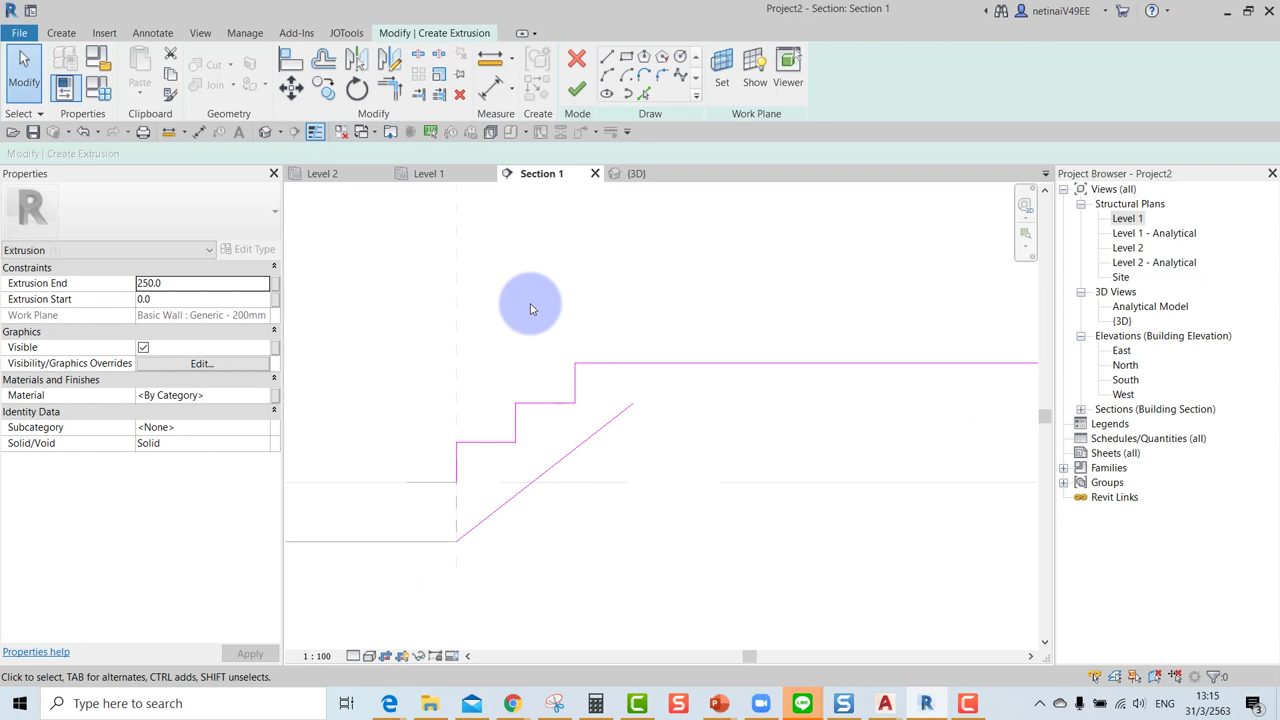 Project2 - Section: Section 1
netinaiV49EE
File
Create
Insert
Annotate
View
Manage
Add-Ins
JOTools
Modify | Create Extrusion
Modify
Paste
Cut
Join
Set
Show
Viewer
Select
Properties
Clipboard
Geometry
Modify
Measure
Create
Mode
Draw
Work Plane
Modify | Create Extrusion
Properties
Level 2
Level 1
Section 1
{3D}
Project Browser - Project2
R
Extrusion (1)
Edit Type
Constraints
Extrusion End 250.0
Extrusion Start 0.0
Work Plane Basic Wall : Generic - 200mm
Graphics
Visible
Visibility/Graphics Overrides Edit...
Materials and Finishes
Material <By Category>
Identity Data
Subcategory <None>
Solid/Void Solid
Properties help
Apply
Views (all)
Structural Plans
Level 1
Level 1 - Analytical
Level 2
Level 2 - Analytical
Site
3D Views
Analytical Model
{3D}
Elevations (Building Elevation)
East
North
South
West
Sections (Building Section)
Legends
Schedules/Quantities (all)
Sheets (all)
Families
Groups
Revit Links
1 : 100
Click to select, TAB for alternates, CTRL adds, SHIFT unselects.
:0
Type here to search
ENG
13:15
31/3/2563